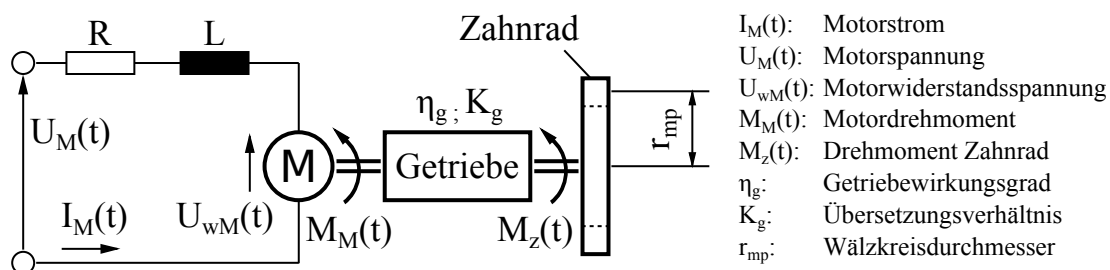 R
L
Zahnrad
U_M(t)
I_M(t)
U_wM(t)
M
M_M(t)
η_g ; K_g
Getriebe
M_z(t)
r_mp
I_M(t): Motorstrom
U_M(t): Motorspannung
U_wM(t): Motorwiderstandsspannung
M_M(t): Motordrehmoment
M_z(t): Drehmoment Zahnrad
η_g: Getriebewirkungsgrad
K_g: Übersetzungsverhältnis
r_mp: Wälzkreisdurchmesser